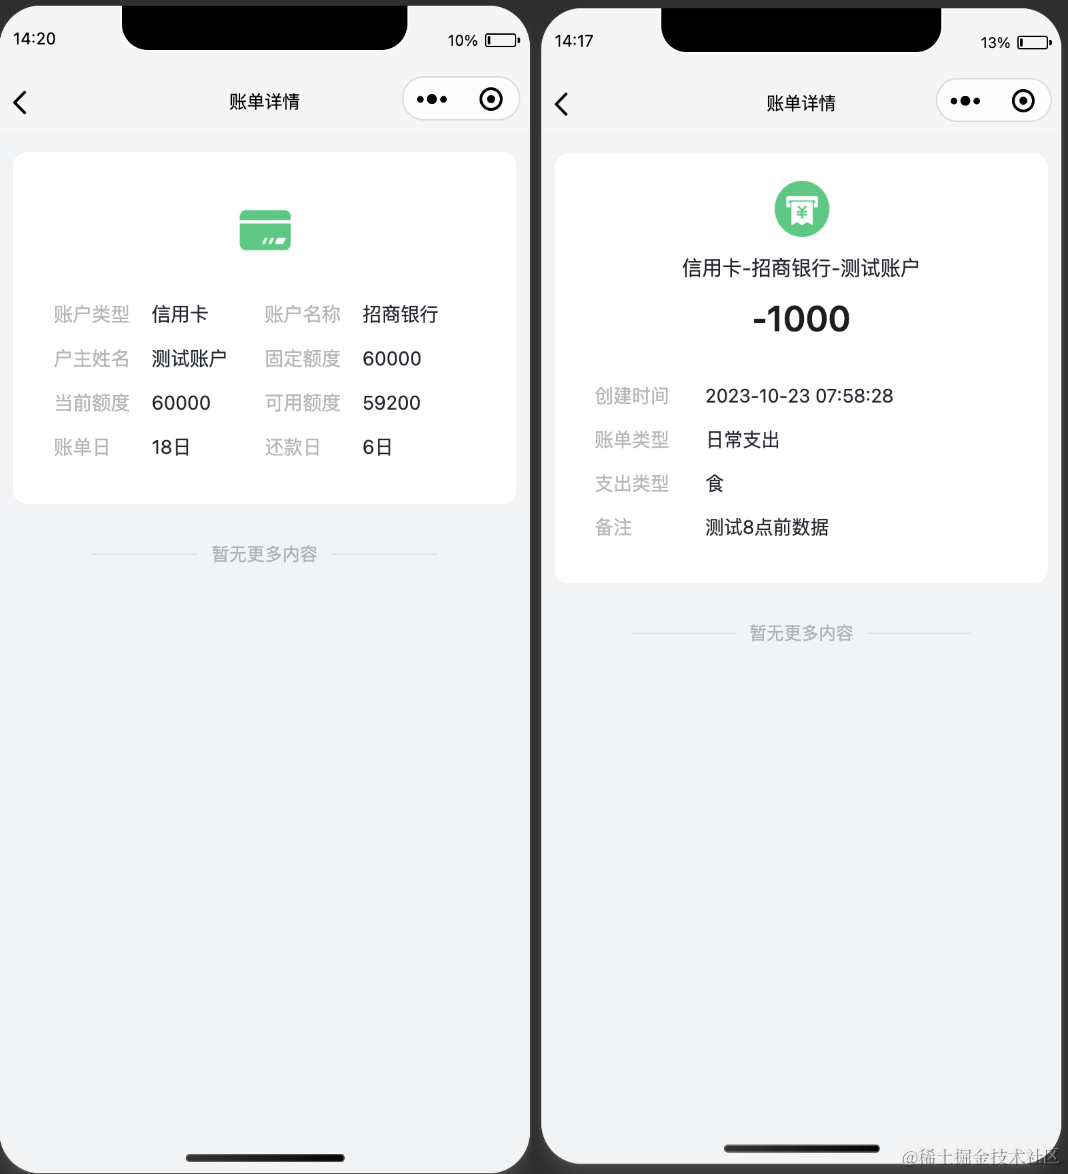 14:20
10%
账单详情
账户类型 信用卡 账户名称 招商银行
户主姓名 测试账户 固定额度 60000
当前额度 60000 可用额度 59200
账单日 18日 还款日 6日
暂无更多内容
14:17
13%
账单详情
信用卡-招商银行-测试账户
-1000
创建时间 2023-10-23 07:58:28
账单类型 日常支出
支出类型 食
备注 测试8点前数据
暂无更多内容
@稀土掘金技术社区